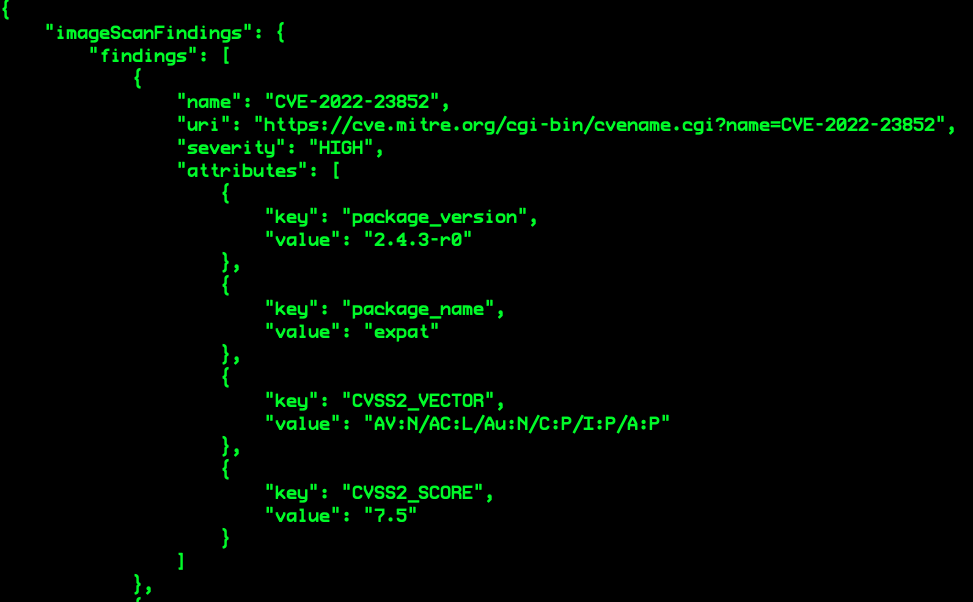 {
    "imageScanFindings": {
        "findings": [
            {
                "name": "CVE-2022-23852",
                "uri": "https://cve.mitre.org/cgi-bin/cvename.cgi?name=CVE-2022-23852",
                "severity": "HIGH",
                "attributes": [
                    {
                        "key": "package_version",
                        "value": "2.4.3-r0"
                    },
                    {
                        "key": "package_name",
                        "value": "expat"
                    },
                    {
                        "key": "CVSS2_VECTOR",
                        "value": "AV:N/AC:L/Au:N/C:P/I:P/A:P"
                    },
                    {
                        "key": "CVSS2_SCORE",
                        "value": "7.5"
                    }
                ]
            },
            {